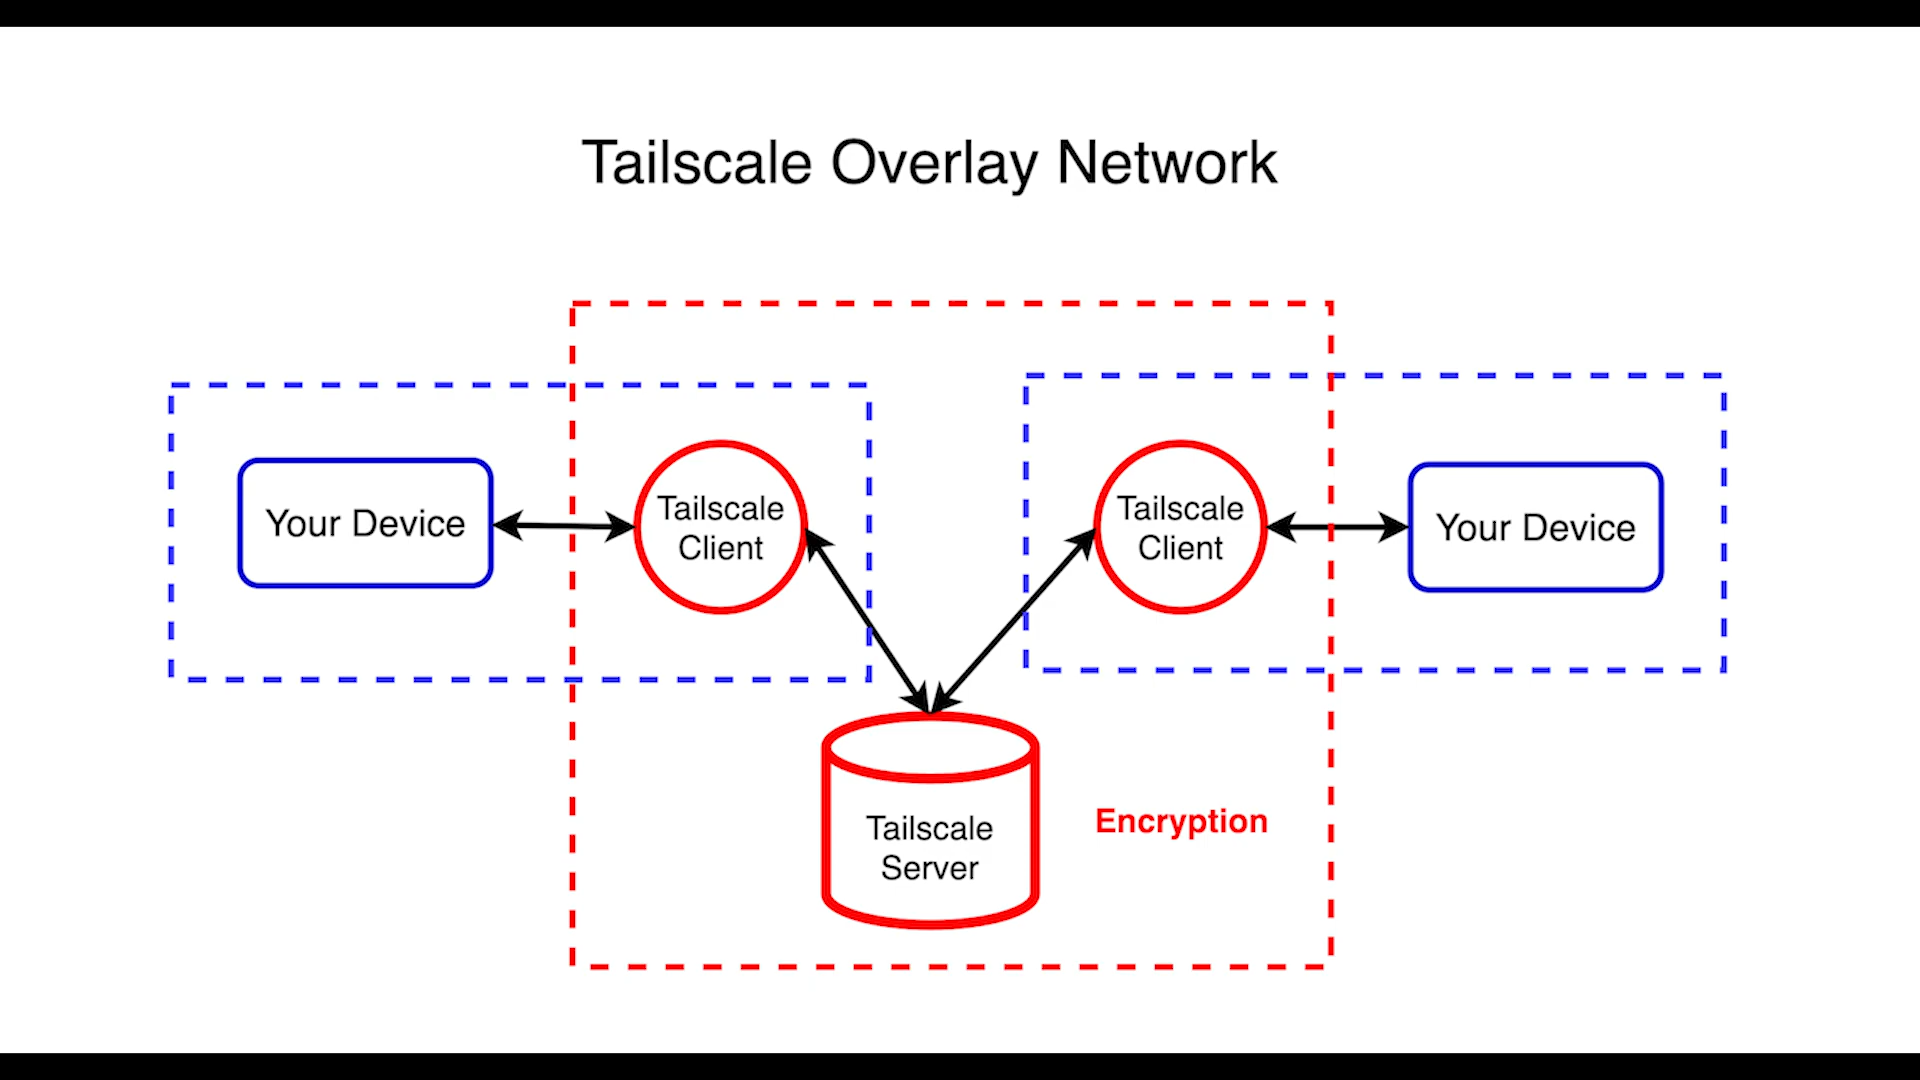 Tailscale Overlay Network
Your Device
Tailscale
Client
Tailscale
Client
Your Device
Tailscale
Server
Encryption